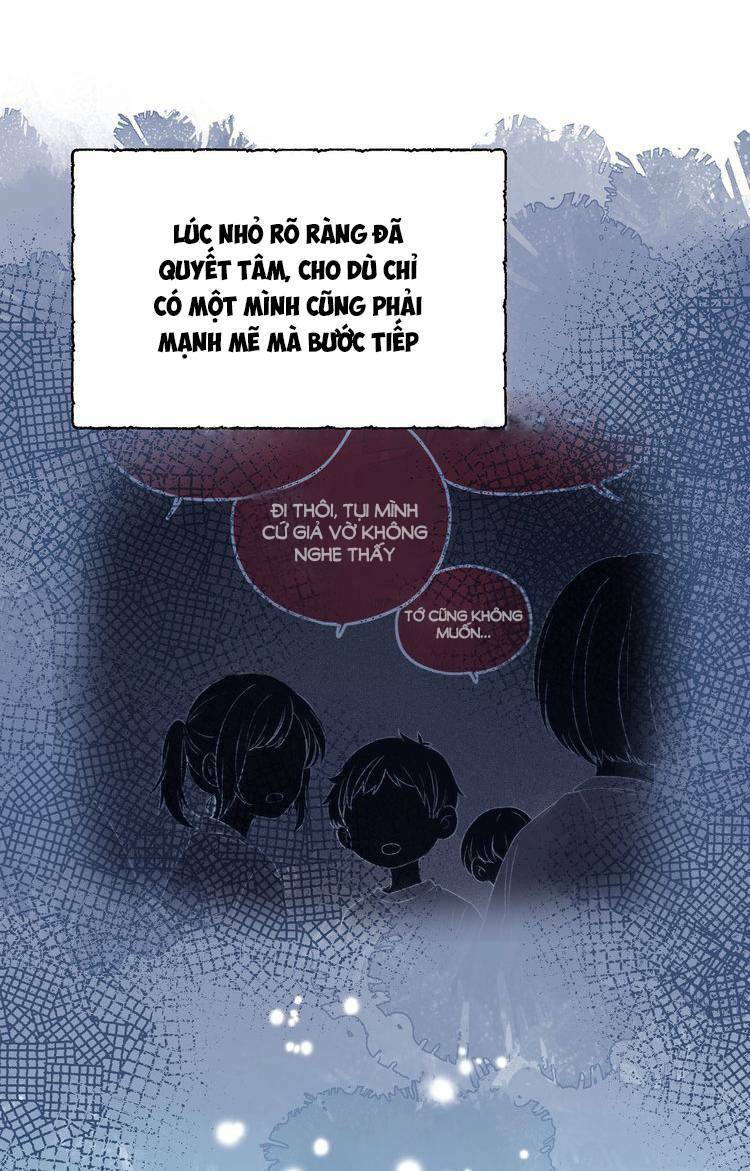 LÚC NHỎ RÕ RÀNG ĐÃ
QUYẾT TÂM, CHO DÙ CHỈ
CÓ MỘT MÌNH CŨNG PHẢI
MẠNH MẼ MÀ BƯỚC TIẾP
ĐI THÔI, TỤI MÌNH
CỨ GIẢ VỜ KHÔNG
NGHE THẤY
TỚ CŨNG KHÔNG
MUỐN...